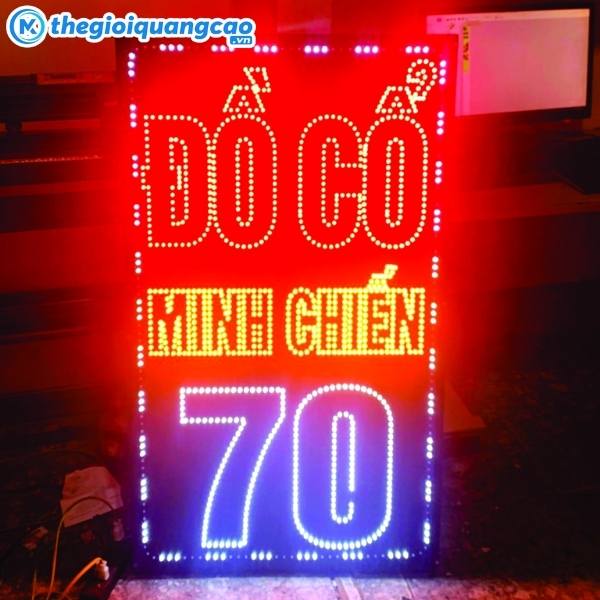 thegioiquangcao.vn
ĐỒ CỔ
MINH CHIẾN
70